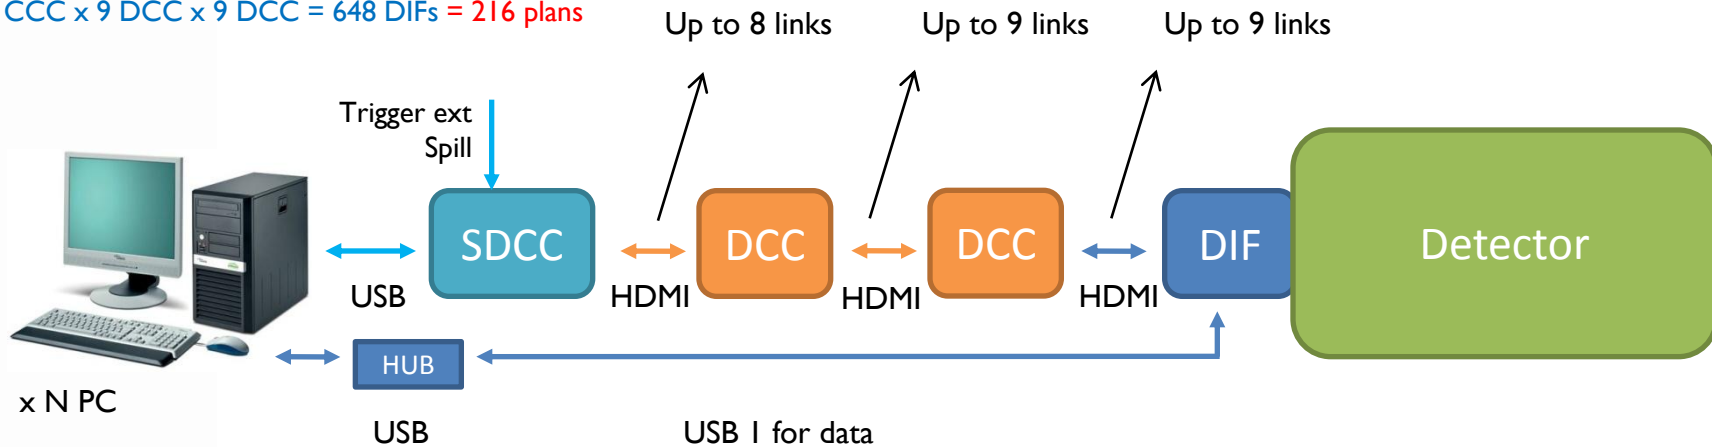 CCC x 9 DCC x 9 DCC = 648 DIFs = 216 plans
Up to 8 links
Up to 9 links
Up to 9 links
Trigger ext
Spill
SDCC
DCC
DCC
DIF
Detector
USB
HDMI
HDMI
HDMI
HUB
x N PC
USB
USB 1 for data